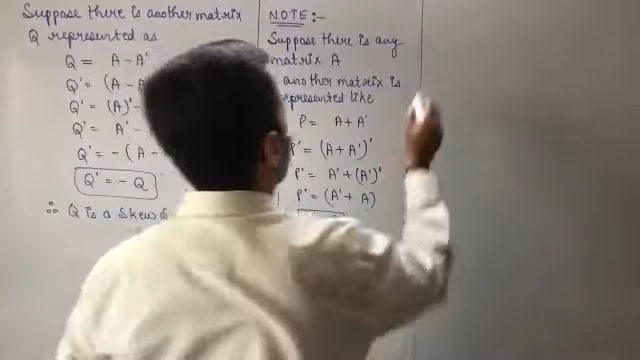 Suppose there is another matrix
Q represented as
Q = A - A'
Q' = (A - A
Q' = (A)' -
Q' = A' -
Q' = - (A -
Q' = - Q
∴ Q is a Skew S
NOTE:-
Suppose there is any
matrix A
another matrix is
represented like
P = A + A'
P' = (A + A')'
P' = A' + (A')'
P' = (A' + A)